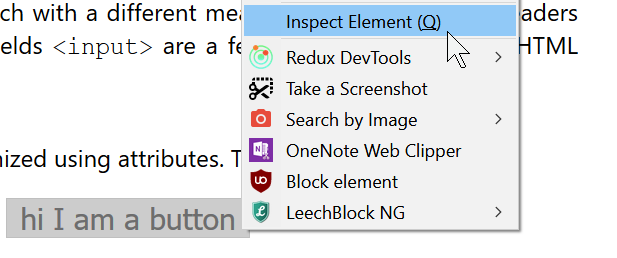 ch with a different mea
aders
Inspect Element (Q)
elds <input> are a fe
HTML
Redux DevTools
Take a Screenshot
Search by Image
nized using attributes. T
OneNote Web Clipper
Block element
hi I am a button
LeechBlock NG